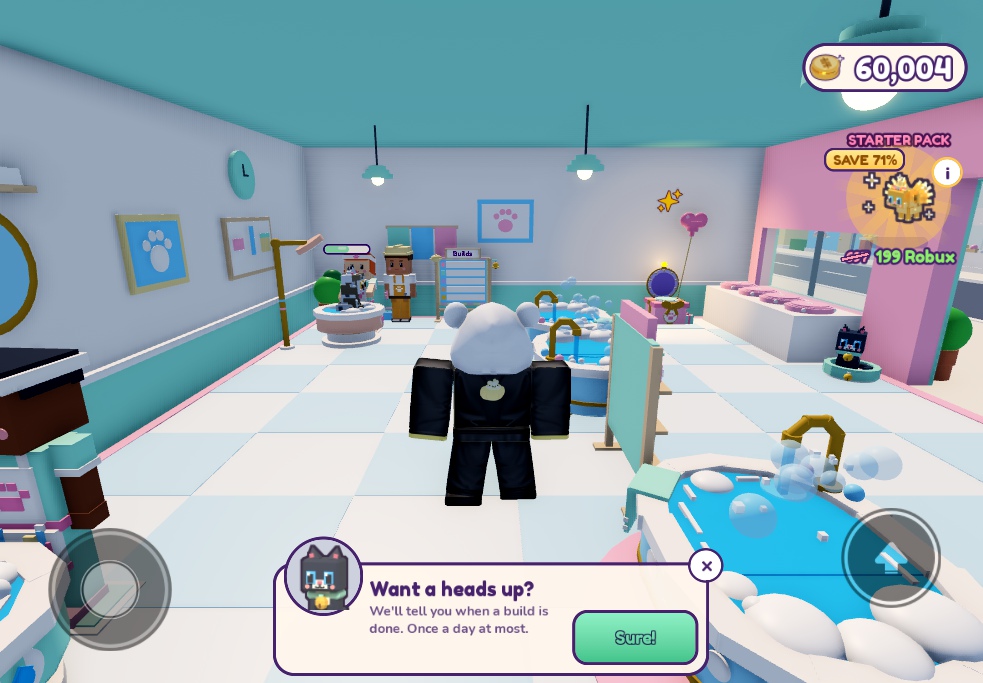 60,004
STARTER PACK
SAVE 71%
i
199 Robux
Builds
Want a heads up?
We'll tell you when a build is
done. Once a day at most.
Sure!